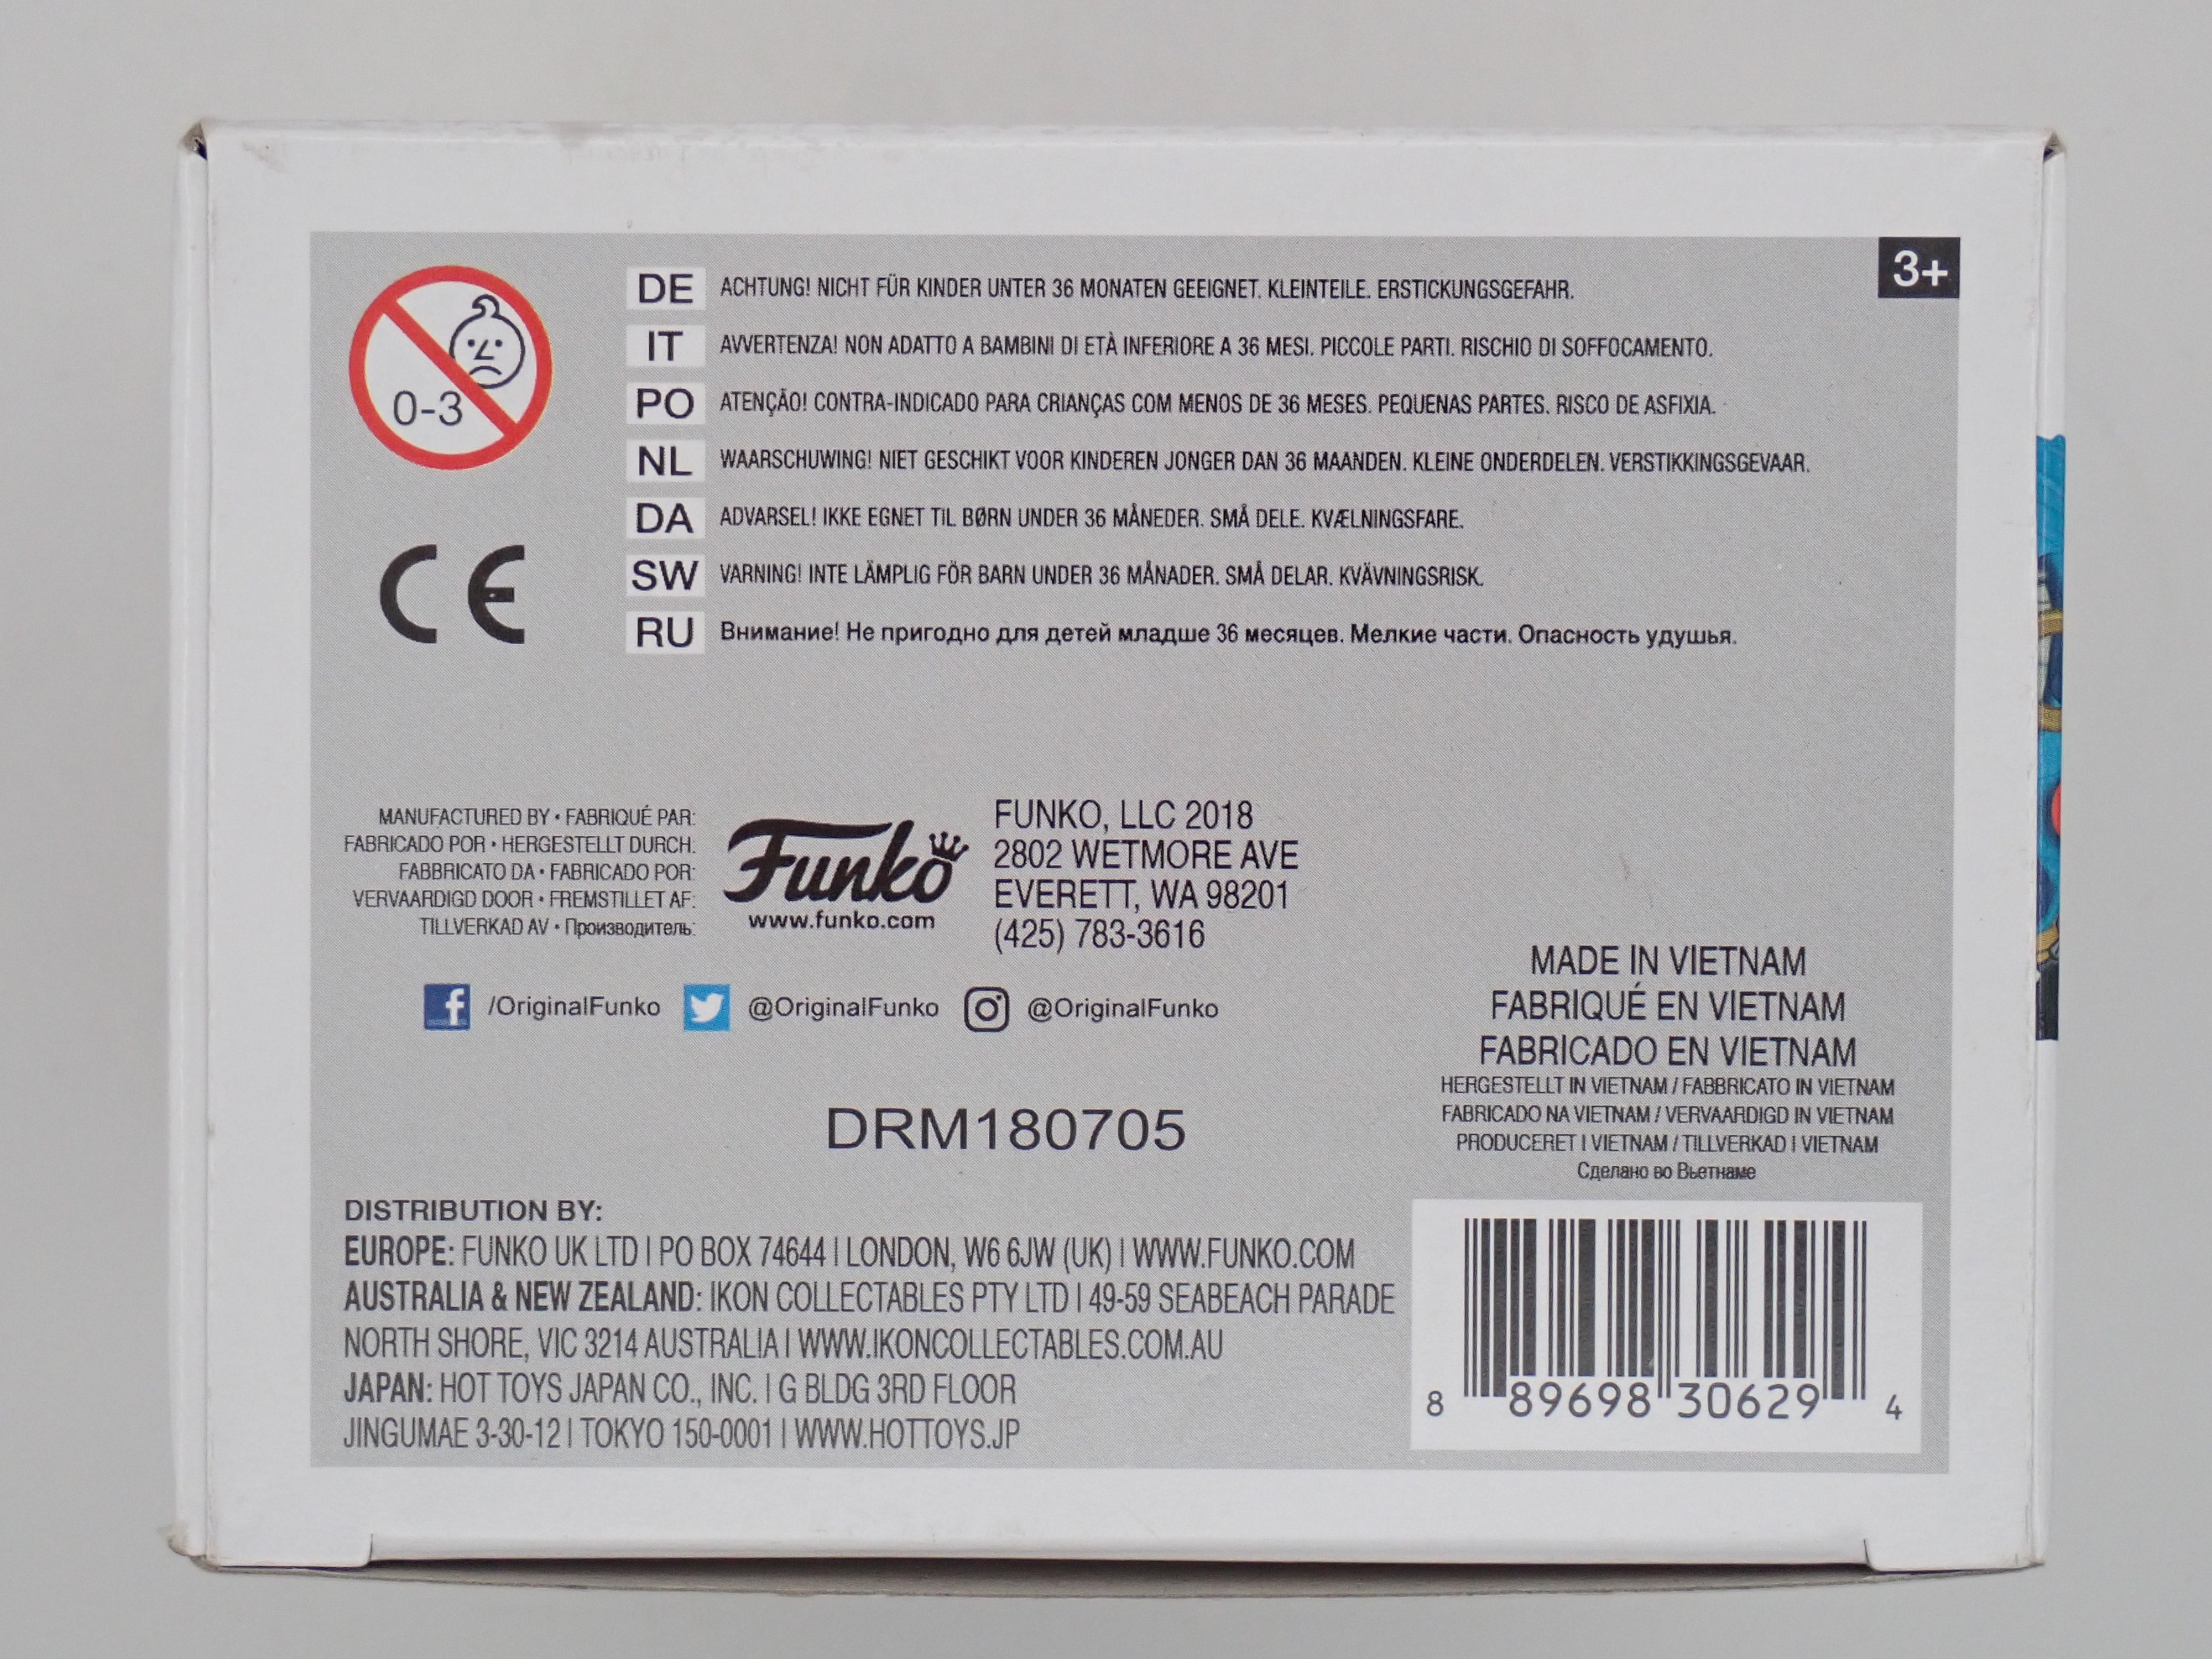 3+
0-3
DE ACHTUNG! NICHT FÜR KINDER UNTER 36 MONATEN GEEIGNET. KLEINTEILE. ERSTICKUNGSGEFAHR.
IT AVVERTENZA! NON ADATTO A BAMBINI DI ETÀ INFERIORE A 36 MESI. PICCOLE PARTI. RISCHIO DI SOFFOCAMENTO.
PO ATENÇÃO! CONTRA-INDICADO PARA CRIANÇAS COM MENOS DE 36 MESES. PEQUENAS PARTES. RISCO DE ASFIXIA.
NL WAARSCHUWING! NIET GESCHIKT VOOR KINDEREN JONGER DAN 36 MAANDEN. KLEINE ONDERDELEN. VERSTIKKINGSGEVAAR.
DA ADVARSEL! IKKE EGNET TIL BØRN UNDER 36 MÅNEDER. SMÅ DELE. KVÆLNINGSFARE.
SW VARNING! INTE LÄMPLIG FÖR BARN UNDER 36 MÅNADER. SMÅ DELAR. KVÄVNINGSRISK.
RU Внимание! Не пригодно для детей младше 36 месяцев. Мелкие части. Опасность удушья.
CE
MANUFACTURED BY • FABRIQUÉ PAR:
FABRICADO POR • HERGESTELLT DURCH:
FABBRICATO DA • FABRICADO POR:
VERVAARDIGD DOOR • FREMSTILLET AF:
TILLVERKAD AV • Производитель:
Funko
www.funko.com
FUNKO, LLC 2018
2802 WETMORE AVE
EVERETT, WA 98201
(425) 783-3616
/OriginalFunko @OriginalFunko @OriginalFunko
MADE IN VIETNAM
FABRIQUÉ EN VIETNAM
FABRICADO EN VIETNAM
HERGESTELLT IN VIETNAM / FABBRICATO IN VIETNAM
FABRICADO NA VIETNAM / VERVAARDIGD IN VIETNAM
PRODUCERET I VIETNAM / TILLVERKAD I VIETNAM
Сделано во Вьетнаме
DRM180705
DISTRIBUTION BY:
EUROPE: FUNKO UK LTD | PO BOX 74644 | LONDON, W6 6JW (UK) | WWW.FUNKO.COM
AUSTRALIA & NEW ZEALAND: IKON COLLECTABLES PTY LTD | 49-59 SEABEACH PARADE
NORTH SHORE, VIC 3214 AUSTRALIA | WWW.IKONCOLLECTABLES.COM.AU
JAPAN: HOT TOYS JAPAN CO., INC. | G BLDG 3RD FLOOR
JINGUMAE 3-30-12 | TOKYO 150-0001 | WWW.HOTTOYS.JP
8 89698 30629 4